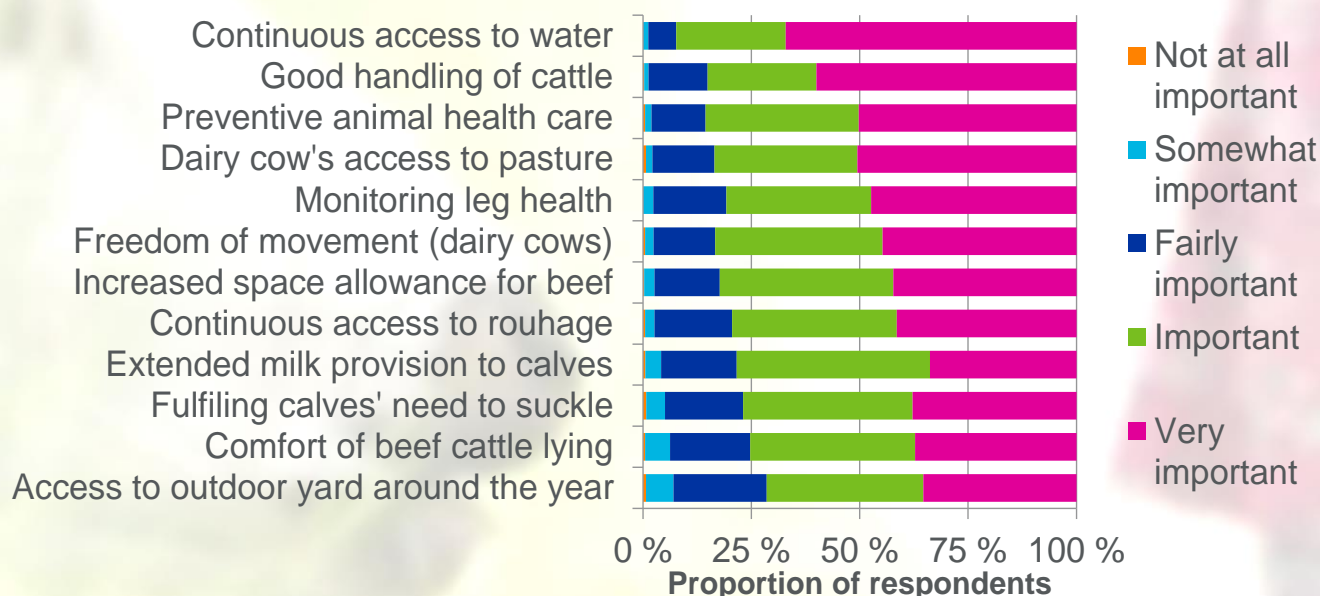 Continuous access to water
Good handling of cattle
Preventive animal health care
Dairy cow's access to pasture
Monitoring leg health
Freedom of movement (dairy cows)
Increased space allowance for beef
Continuous access to rouhage
Extended milk provision to calves
Fulfiling calves' need to suckle
Comfort of beef cattle lying
Access to outdoor yard around the year
0 % 25 % 50 % 75 % 100 %
Proportion of respondents
Not at all
important
Somewhat
important
Fairly
important
Important
Very
important